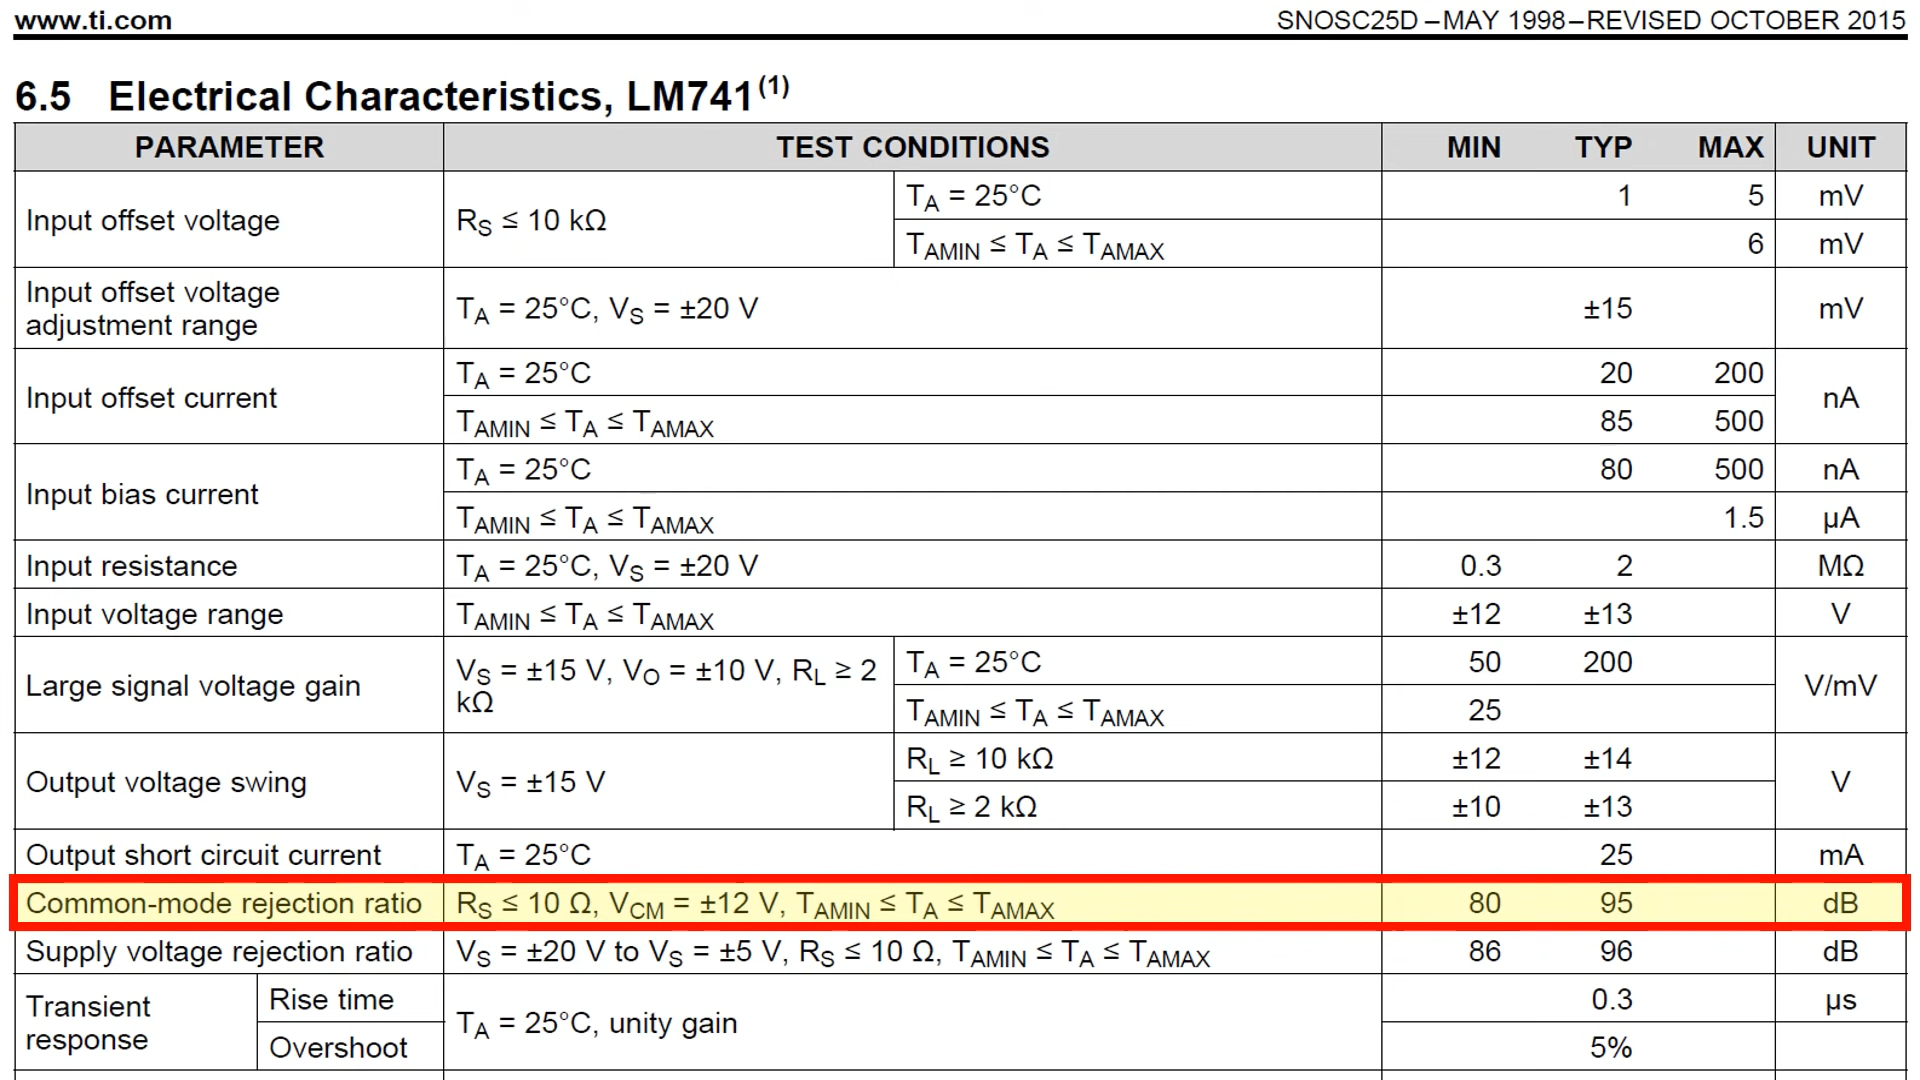 www.ti.com SNOSC25D –MAY 1998–REVISED OCTOBER 2015
6.5 Electrical Characteristics, LM741(1)
PARAMETER TEST CONDITIONS MIN TYP MAX UNIT
Input offset voltage RS ≤ 10 kΩ TA = 25°C 1 5 mV
TAMIN ≤ TA ≤ TAMAX 6 mV
Input offset voltage
adjustment range TA = 25°C, VS = ±20 V ±15 mV
Input offset current TA = 25°C 20 200 nA
TAMIN ≤ TA ≤ TAMAX 85 500
Input bias current TA = 25°C 80 500 nA
TAMIN ≤ TA ≤ TAMAX 1.5 μA
Input resistance TA = 25°C, VS = ±20 V 0.3 2 MΩ
Input voltage range TAMIN ≤ TA ≤ TAMAX ±12 ±13 V
Large signal voltage gain VS = ±15 V, VO = ±10 V, RL ≥ 2
kΩ TA = 25°C 50 200 V/mV
TAMIN ≤ TA ≤ TAMAX 25
Output voltage swing VS = ±15 V RL ≥ 10 kΩ ±12 ±14 V
RL ≥ 2 kΩ ±10 ±13
Output short circuit current TA = 25°C 25 mA
Common-mode rejection ratio RS ≤ 10 Ω, VCM = ±12 V, TAMIN ≤ TA ≤ TAMAX 80 95 dB
Supply voltage rejection ratio VS = ±20 V to VS = ±5 V, RS ≤ 10 Ω, TAMIN ≤ TA ≤ TAMAX 86 96 dB
Transient
response Rise time TA = 25°C, unity gain 0.3 μs
Overshoot 5%